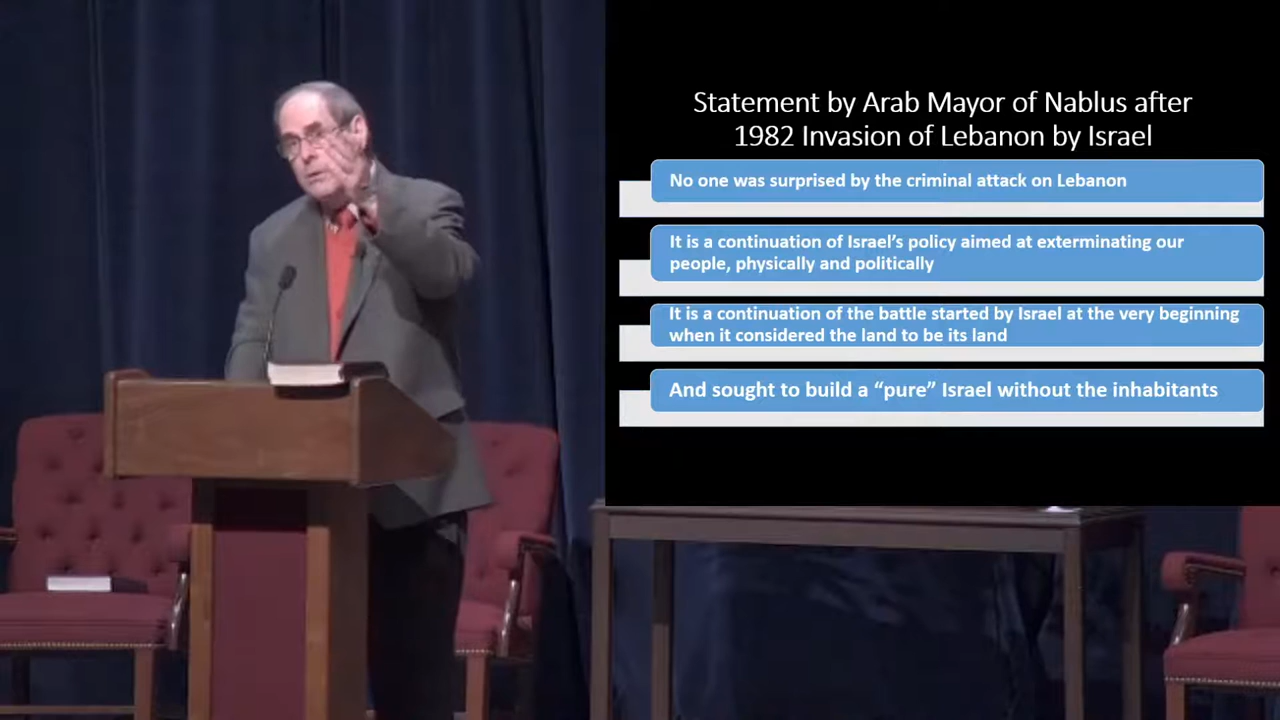 Statement by Arab Mayor of Nablus after
1982 Invasion of Lebanon by Israel
No one was surprised by the criminal attack on Lebanon
It is a continuation of Israel’s policy aimed at exterminating our
people, physically and politically
It is a continuation of the battle started by Israel at the very beginning
when it considered the land to be its land
And sought to build a “pure” Israel without the inhabitants